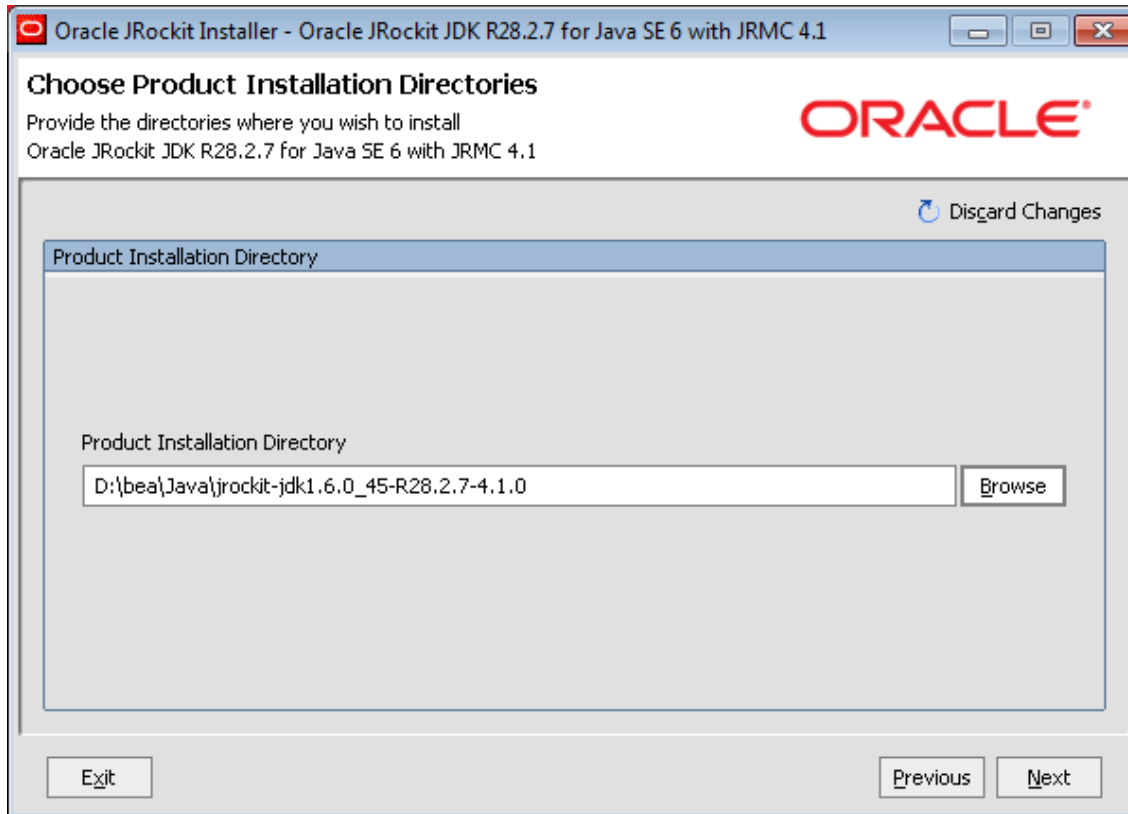 Oracle JRockit Installer - Oracle JRockit JDK R28.2.7 for Java SE 6 with JRMC 4.1
Choose Product Installation Directories
Provide the directories where you wish to install
Oracle JRockit JDK R28.2.7 for Java SE 6 with JRMC 4.1
ORACLE
Discard Changes
Product Installation Directory
Product Installation Directory
D:\bea\Java\jrockit-jdk1.6.0_45-R28.2.7-4.1.0
Browse
Exit
Previous
Next